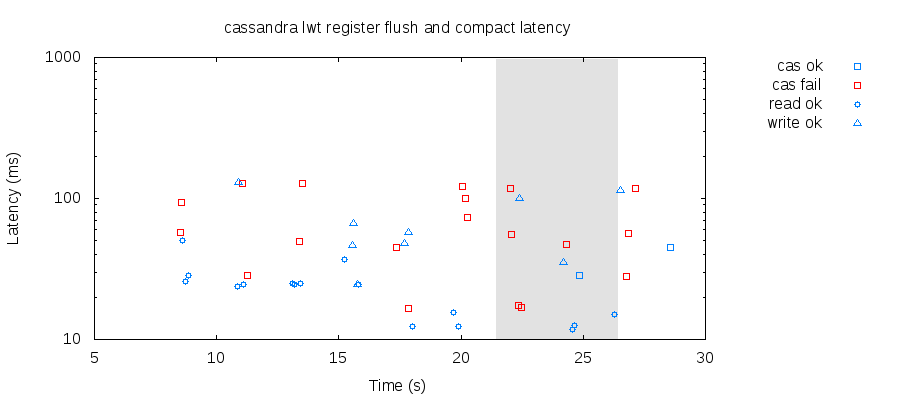 cassandra lwt register flush and compact latency
1000
100
10
Latency (ms)
5 10 15 20 25 30
Time (s)
cas ok
cas fail
read ok
write ok